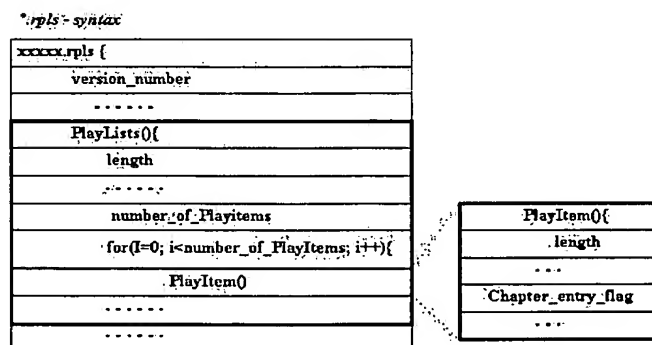 *.rpls - syntax
xxxxx.rpls {
version_number
......
PlayLists(){
length
......
number_of_Playitems
for(I=0; i<number_of_PlayItems; i++){
PlayItem()
......
......
PlayItem(){
length
...
Chapter_entry_flag
...